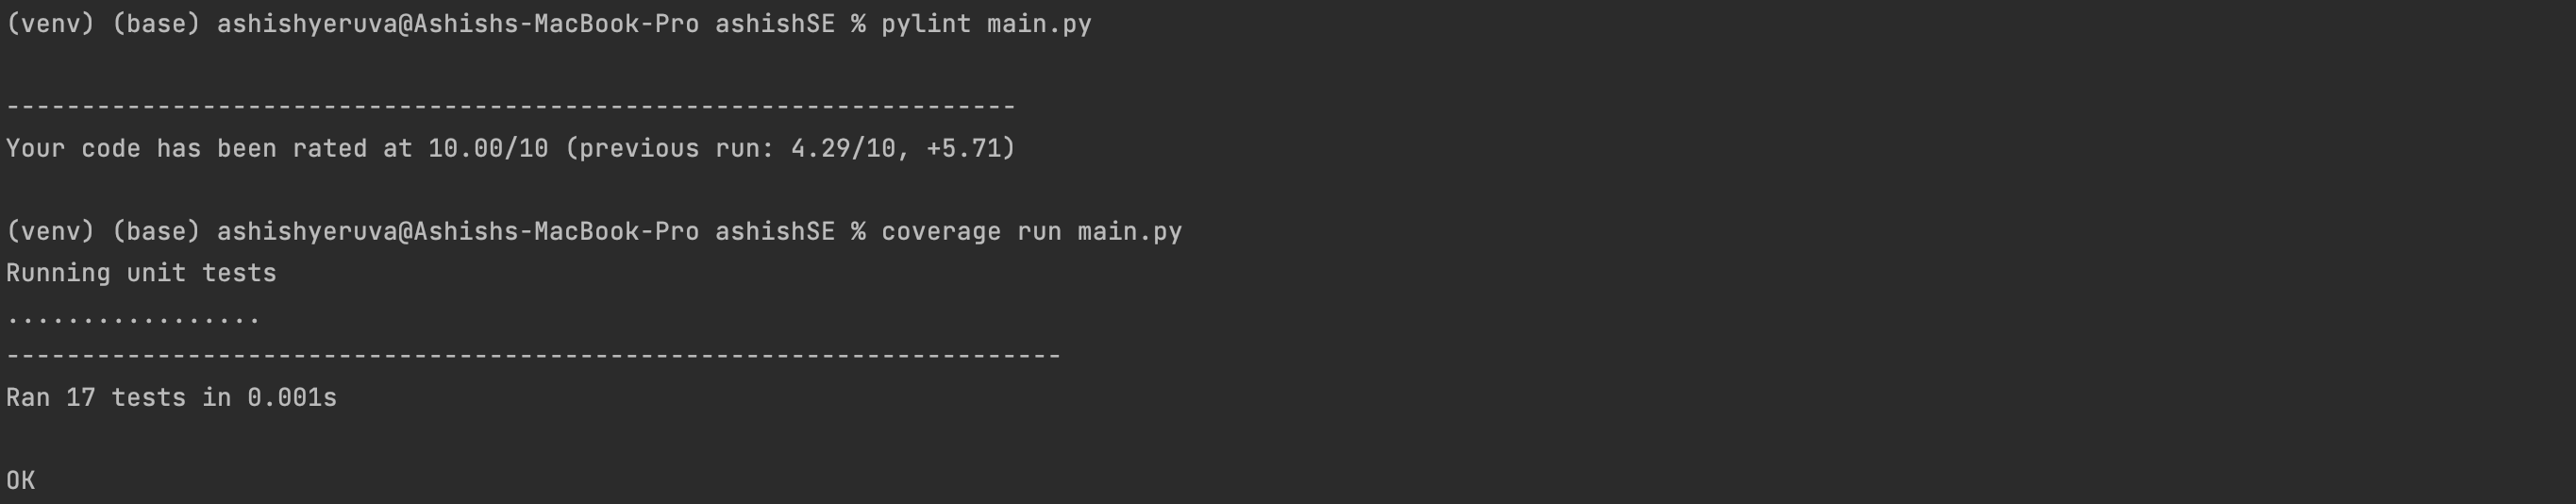 (venv) (base) ashishyeruva@Ashishs-MacBook-Pro ashishSE % pylint main.py
-------------------------------------------------------------------
Your code has been rated at 10.00/10 (previous run: 4.29/10, +5.71)
(venv) (base) ashishyeruva@Ashishs-MacBook-Pro ashishSE % coverage run main.py
Running unit tests
.................
----------------------------------------------------------------------
Ran 17 tests in 0.001s
OK